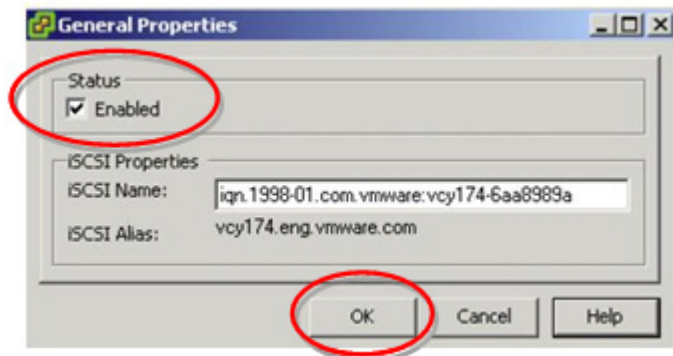 General Properties
Status
Enabled
iSCSI Properties
iSCSI Name: iqn.1998-01.com.vmware:vcy174-6aa8989a
iSCSI Alias: vcy174.eng.vmware.com
OK Cancel Help